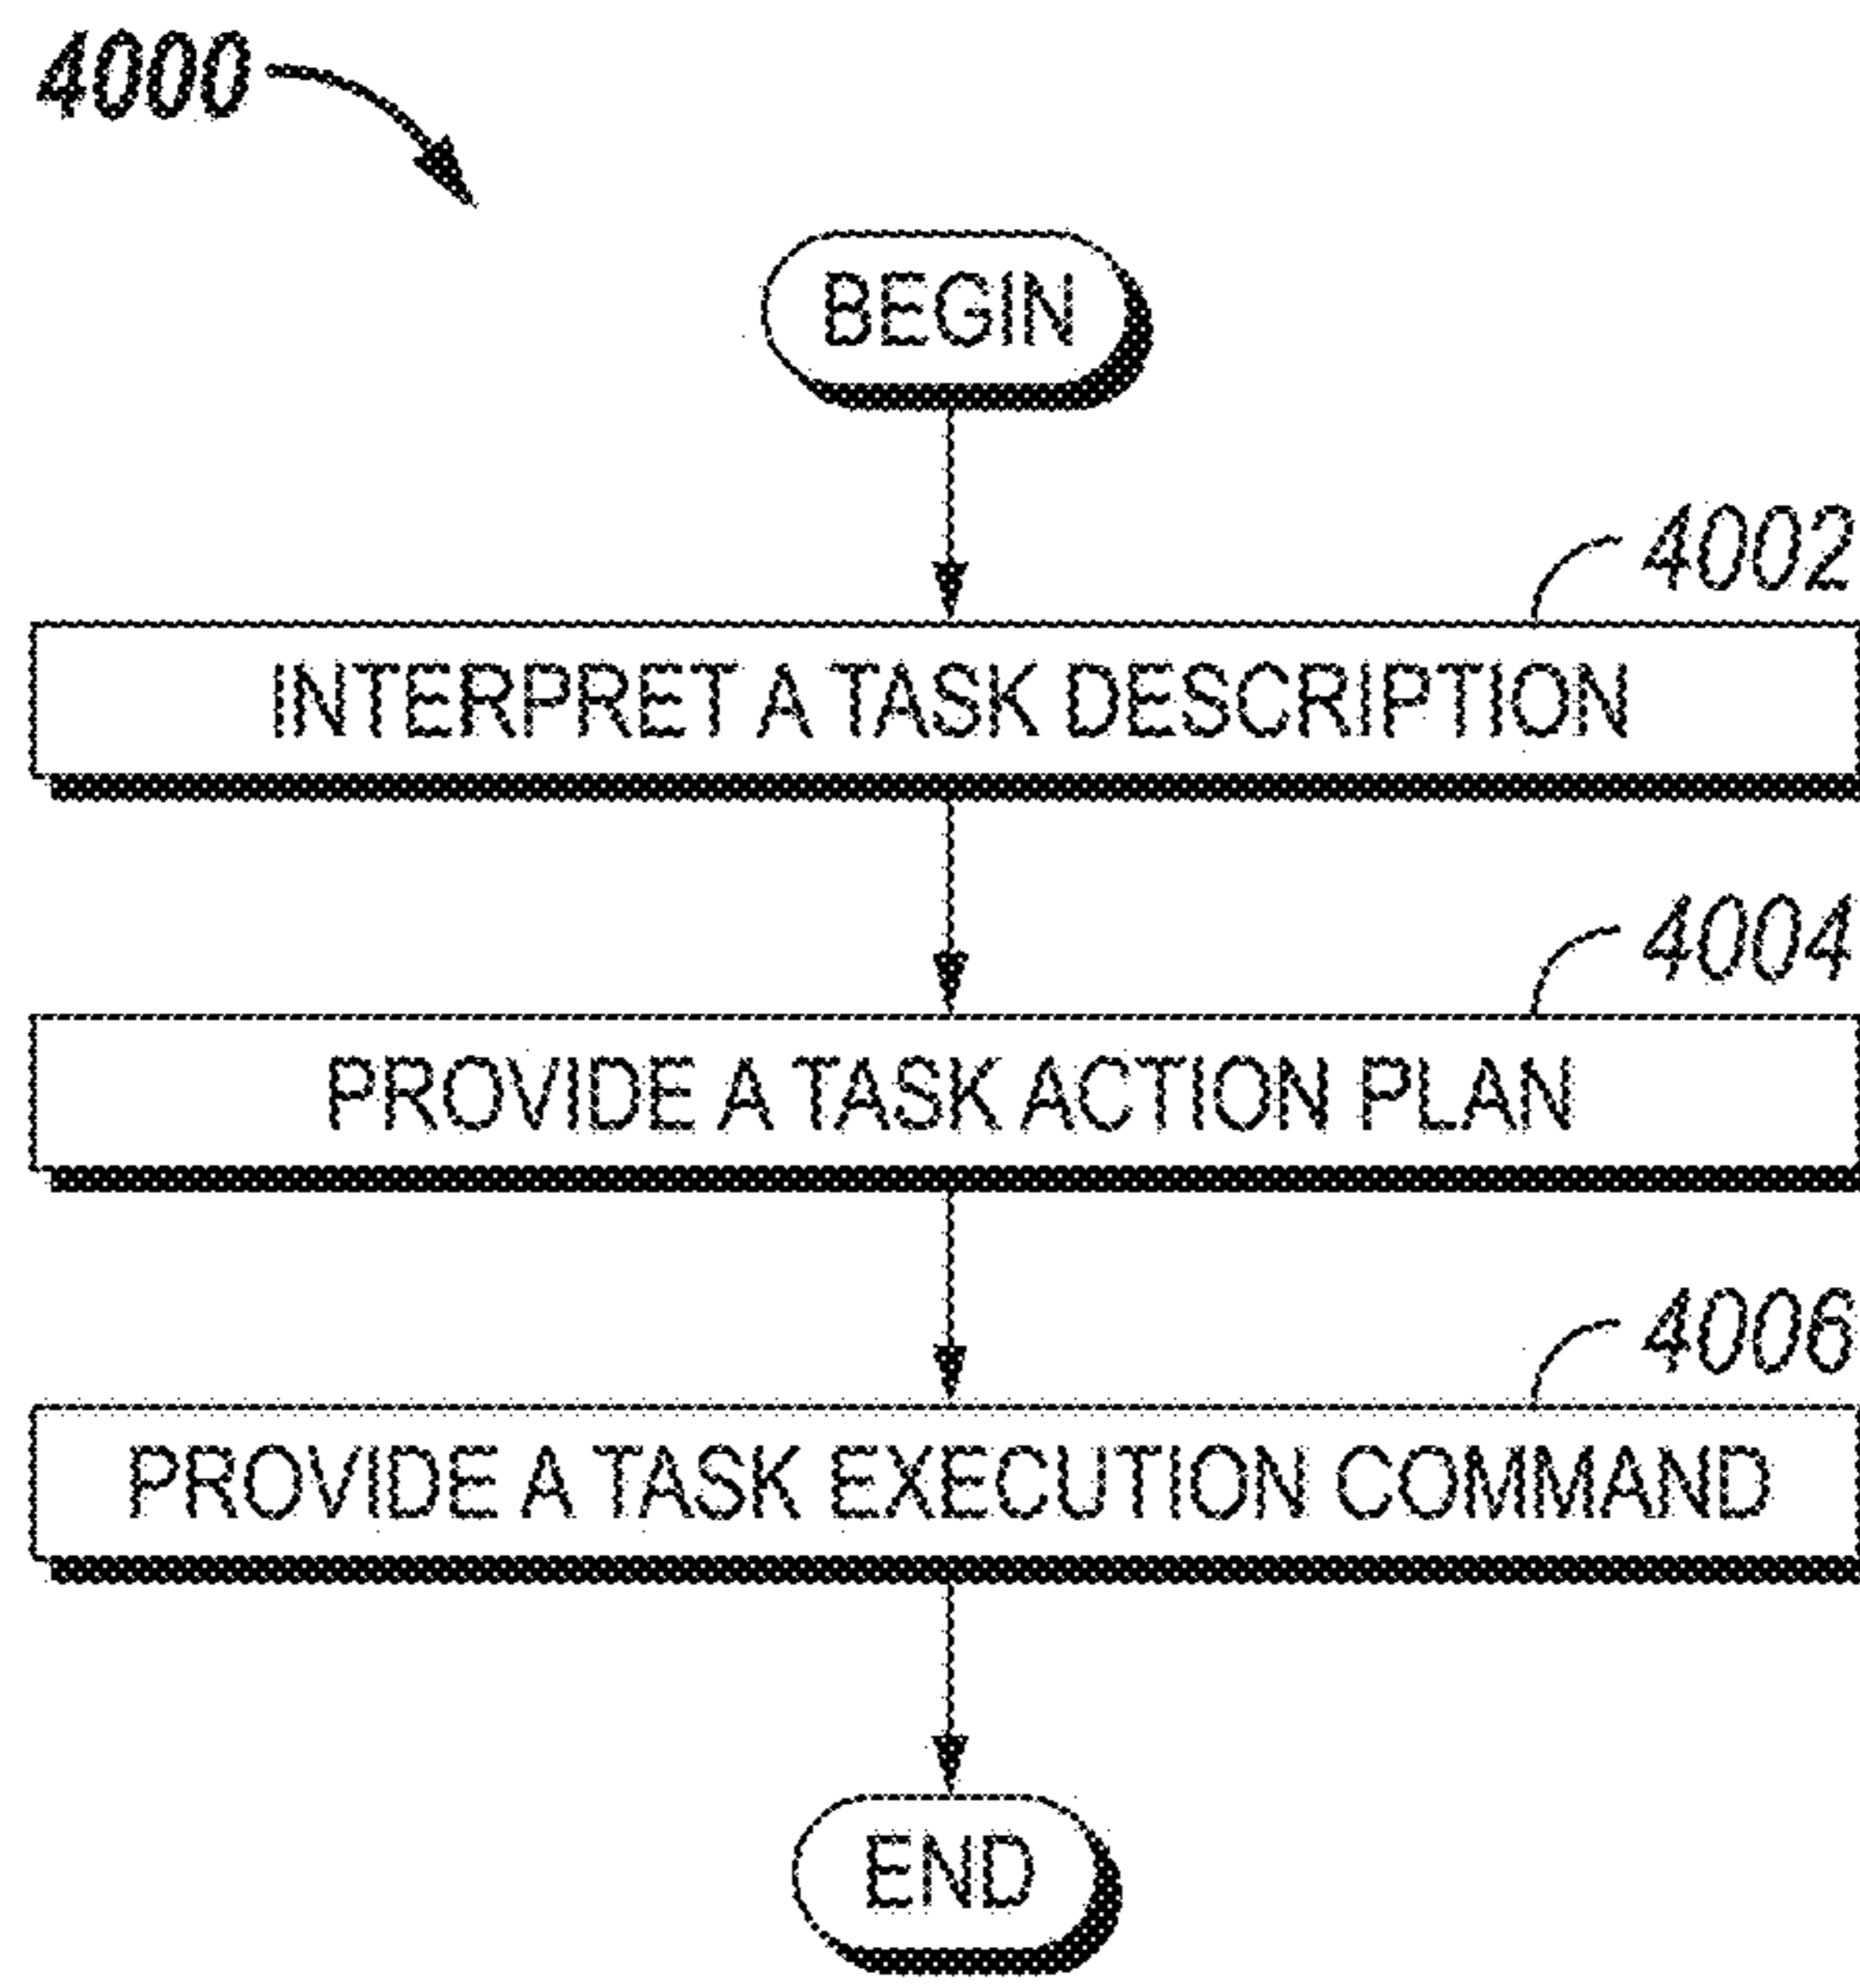 4000
BEGIN
4002
INTERPRET A TASK DESCRIPTION
4004
PROVIDE A TASK ACTION PLAN
4006
PROVIDE A TASK EXECUTION COMMAND
END